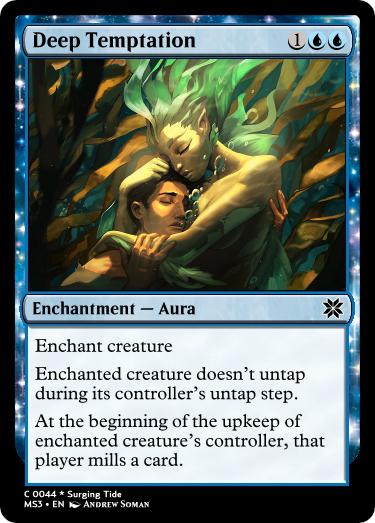 Deep Temptation 1
Enchantment — Aura
Enchant creature
Enchanted creature doesn't untap
during its controller's untap step.
At the beginning of the upkeep of
enchanted creature's controller, that
player mills a card.
C 0044 * Surging Tide
MS3 • EN Andrew Soman